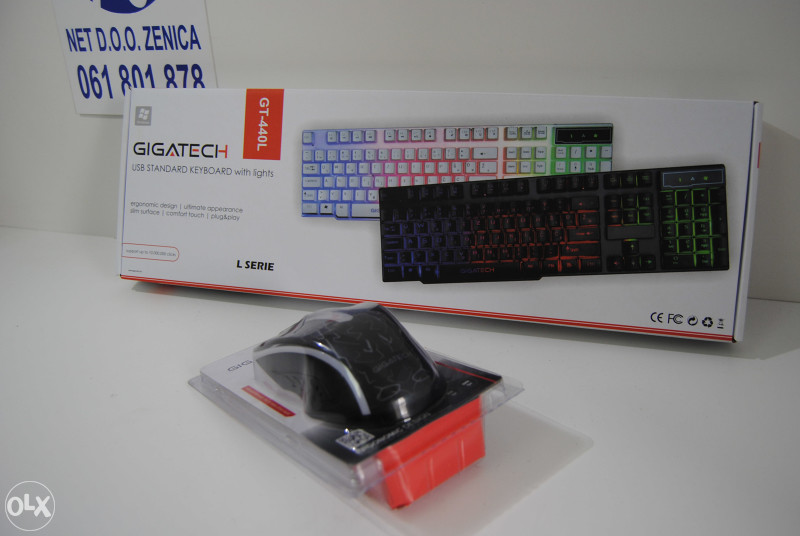 NET D.O.O. ZENICA
061 801 878
GT-440L
GIGATECH
USB STANDARD KEYBOARD with lights
ergonomic design | ultimate appearance
slim surface | comfort touch | plug&play
L SERIE
GIGATECH
CE FC
OLX